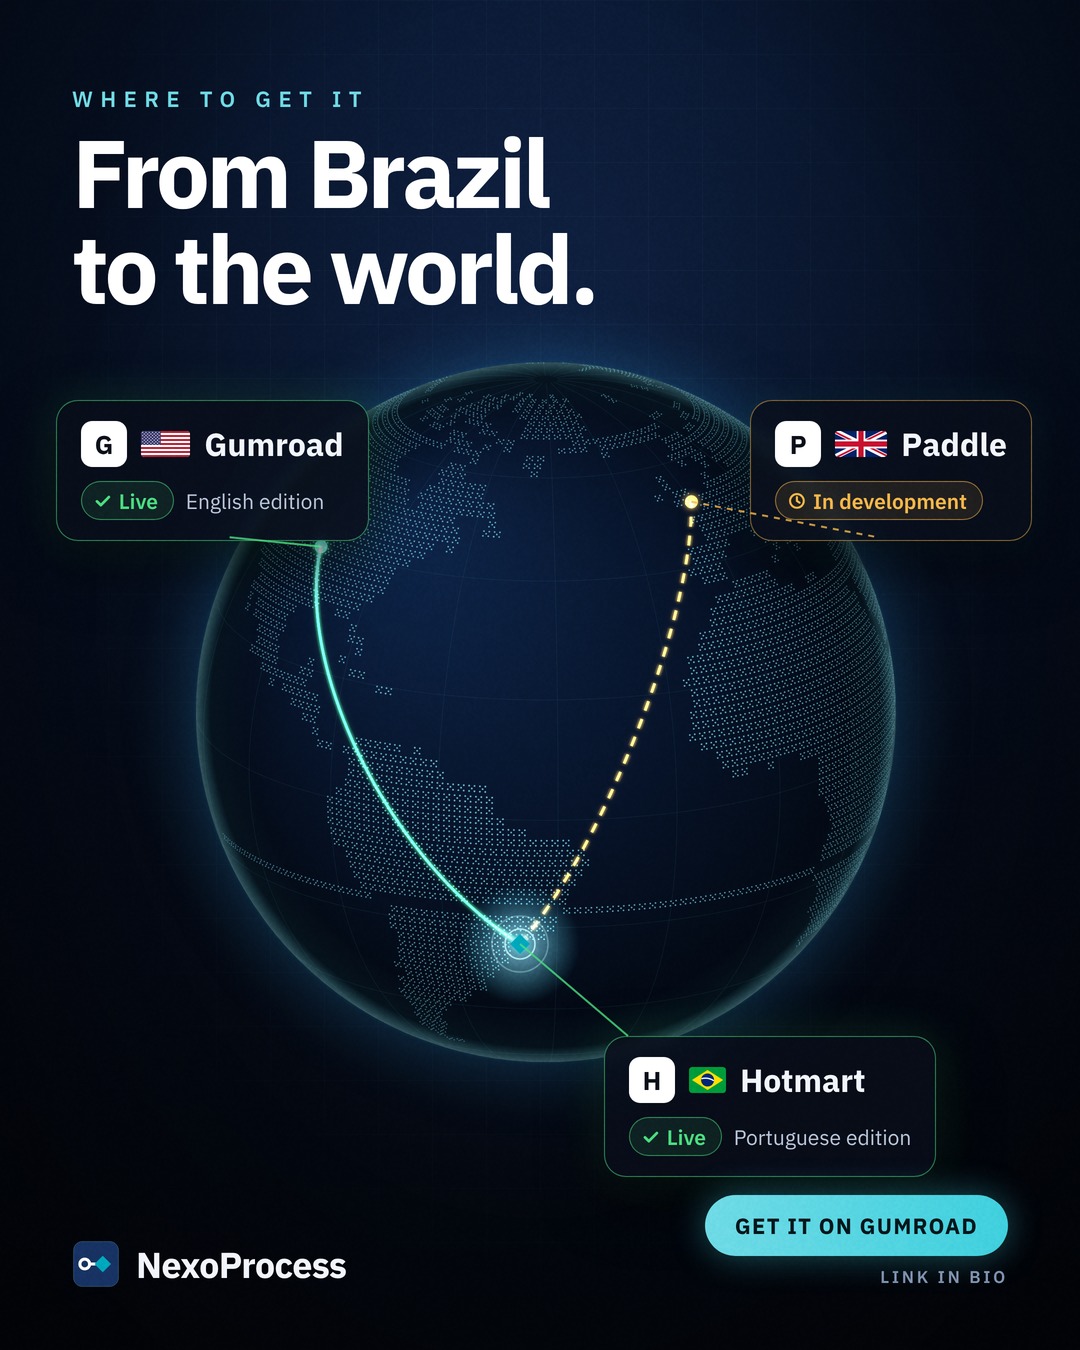 WHERE TO GET IT
From Brazil
to the world.
G Gumroad
Live English edition
P Paddle
In development
H Hotmart
Live Portuguese edition
GET IT ON GUMROAD
NexoProcess
LINK IN BIO